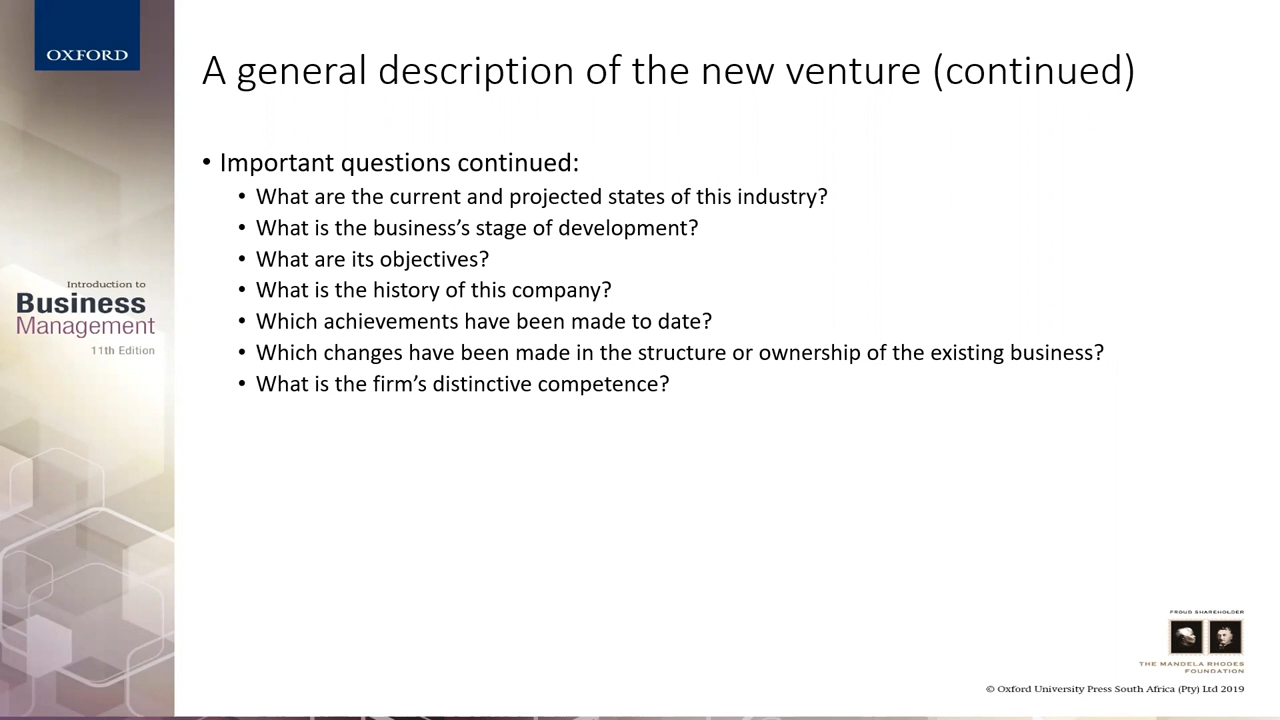 OXFORD
A general description of the new venture (continued)
• Important questions continued:
• What are the current and projected states of this industry?
• What is the business’s stage of development?
• What are its objectives?
• What is the history of this company?
• Which achievements have been made to date?
• Which changes have been made in the structure or ownership of the existing business?
• What is the firm’s distinctive competence?
Introduction to
Business
Management
11th Edition
PROUD SHAREHOLDER
THE MANDELA RHODES
FOUNDATION
© Oxford University Press South Africa (Pty) Ltd 2019